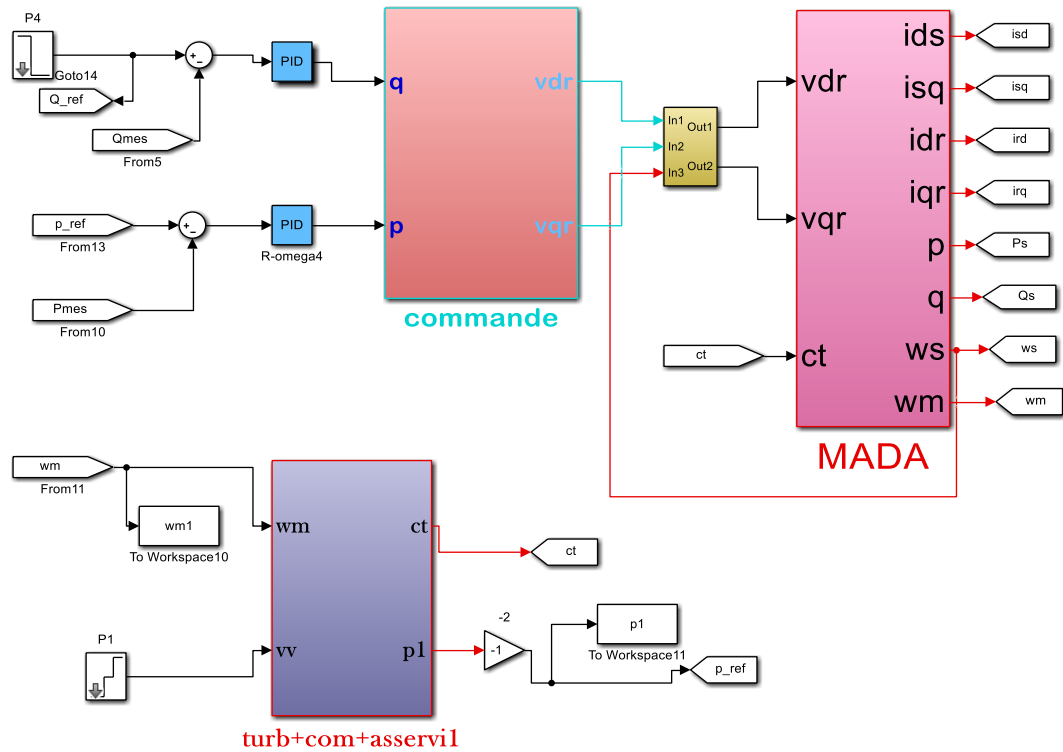 P4
Goto14
Q_ref
Qmes
From5
+
−
PID
p_ref
From13
Pmes
From10
+
−
PID
R-omega4
q
p
vdr
vqr
commande
In1
In2
In3
Out1
Out2
vdr
vqr
ct
ct
ids
isq
idr
iqr
p
q
ws
wm
MADA
isd
isq
ird
irq
Ps
Qs
ws
wm
wm
From11
wm1
To Workspace10
P1
wm
vv
ct
p1
turb+com+asservi1
ct
-2
-1
p1
To Workspace11
p_ref